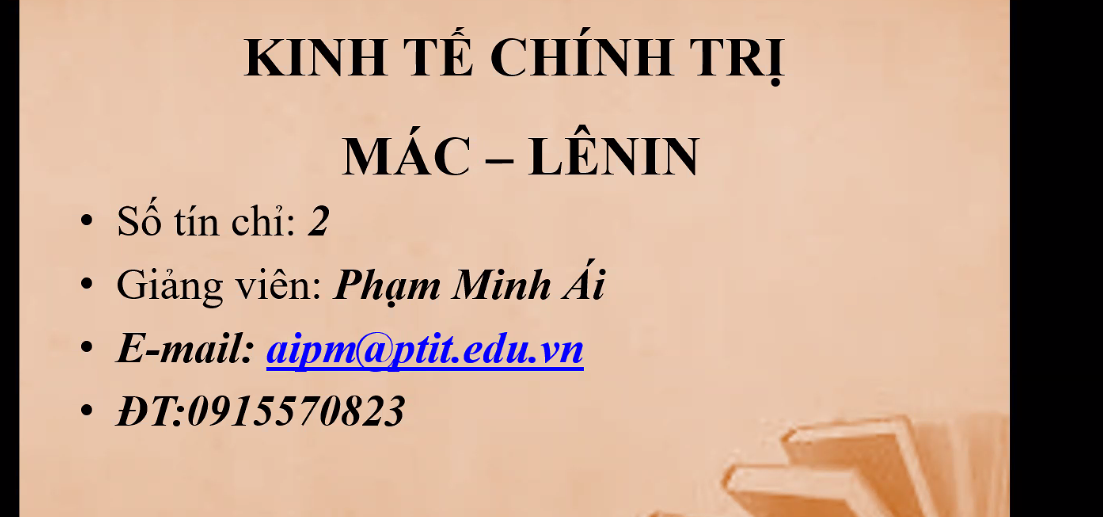 KINH TẾ CHÍNH TRỊ
MÁC – LÊNIN
• Số tín chỉ: 2
• Giảng viên: Phạm Minh Ái
• E-mail: aipm@ptit.edu.vn
• ĐT:0915570823